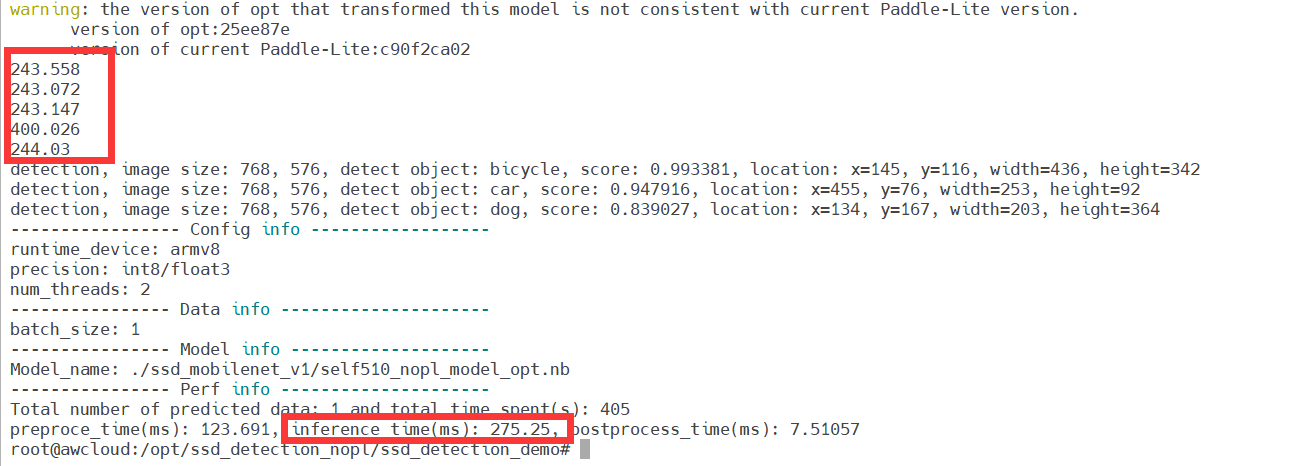 warning: the version of opt that transformed this model is not consistent with current Paddle-Lite version.
version of opt:25ee87e
version of current Paddle-Lite:c90f2ca02
243.558
243.072
243.147
400.026
244.03
detection, image size: 768, 576, detect object: bicycle, score: 0.993381, location: x=145, y=116, width=436, height=342
detection, image size: 768, 576, detect object: car, score: 0.947916, location: x=455, y=76, width=253, height=92
detection, image size: 768, 576, detect object: dog, score: 0.839027, location: x=134, y=167, width=203, height=364
----------------- Config info ------------------
runtime_device: armv8
precision: int8/float3
num_threads: 2
---------------- Data info ---------------------
batch_size: 1
---------------- Model info --------------------
Model_name: ./ssd_mobilenet_v1/self510_nopl_model_opt.nb
---------------- Perf info ---------------------
Total number of predicted data: 1 and total time spent(s): 405
preproce_time(ms): 123.691, inference_time(ms): 275.25, postprocess_time(ms): 7.51057
root@awcloud:/opt/ssd_detection_nopl/ssd_detection_demo#